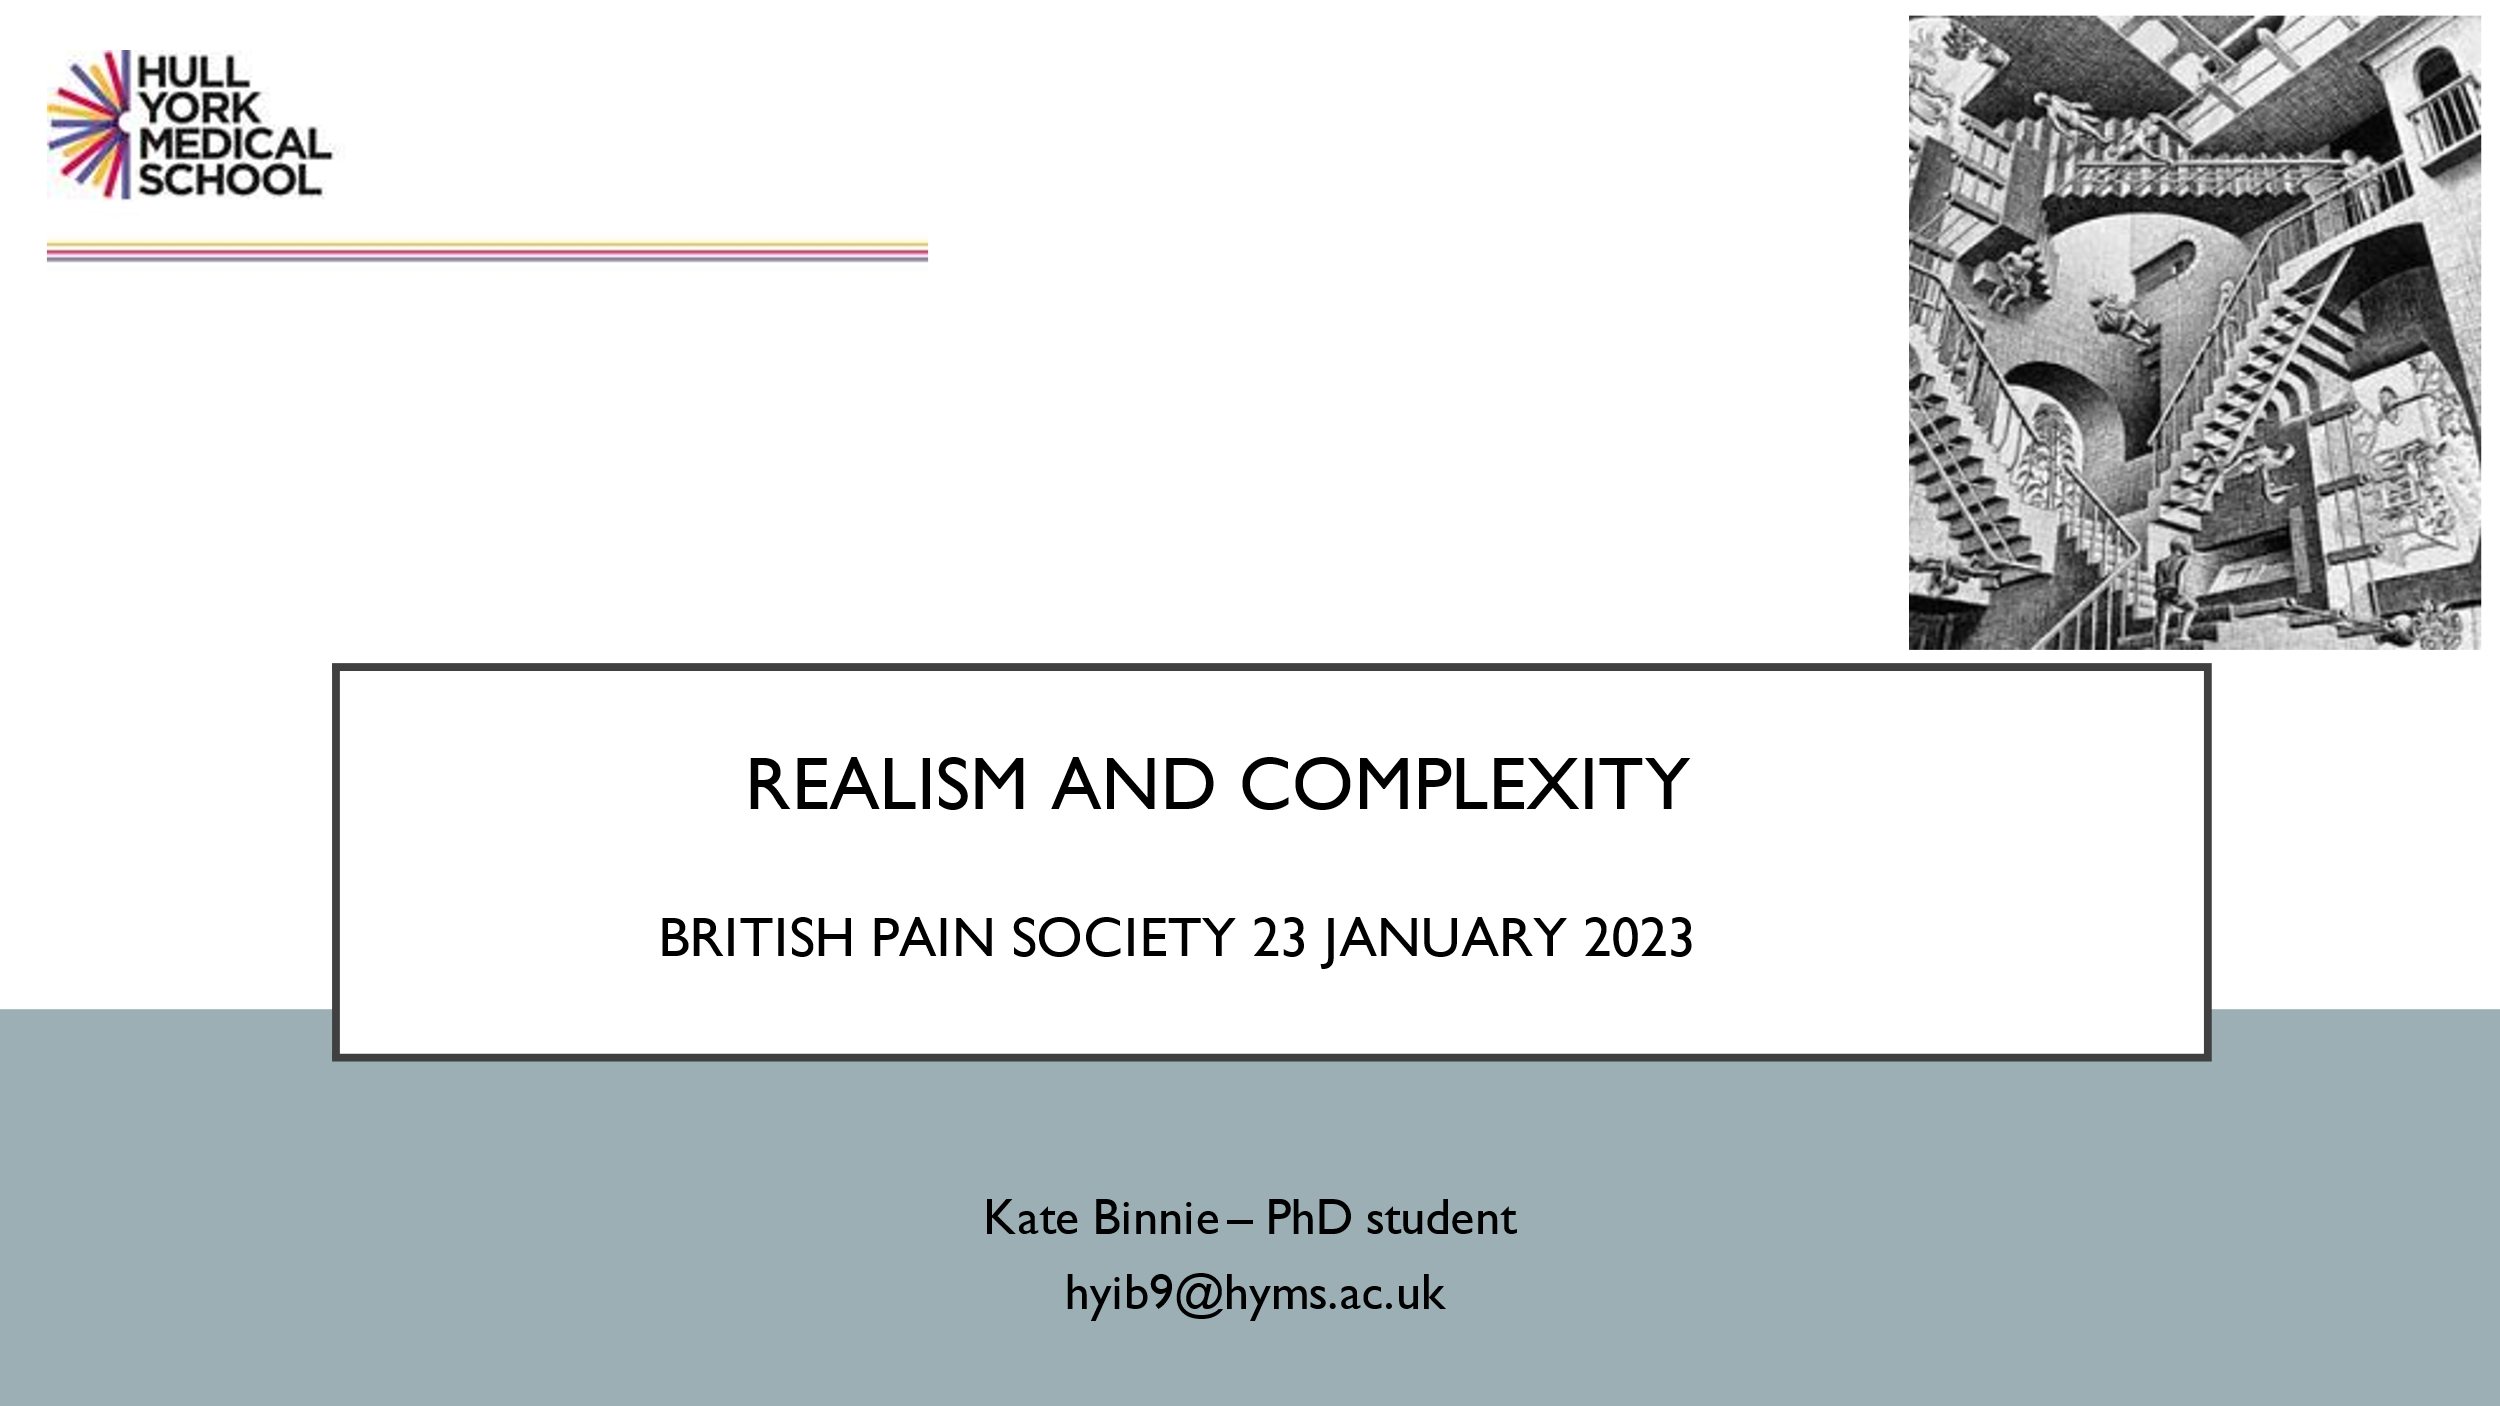 HULL
YORK
MEDICAL
SCHOOL
REALISM AND COMPLEXITY
BRITISH PAIN SOCIETY 23 JANUARY 2023
Kate Binnie – PhD student
hyib9@hyms.ac.uk